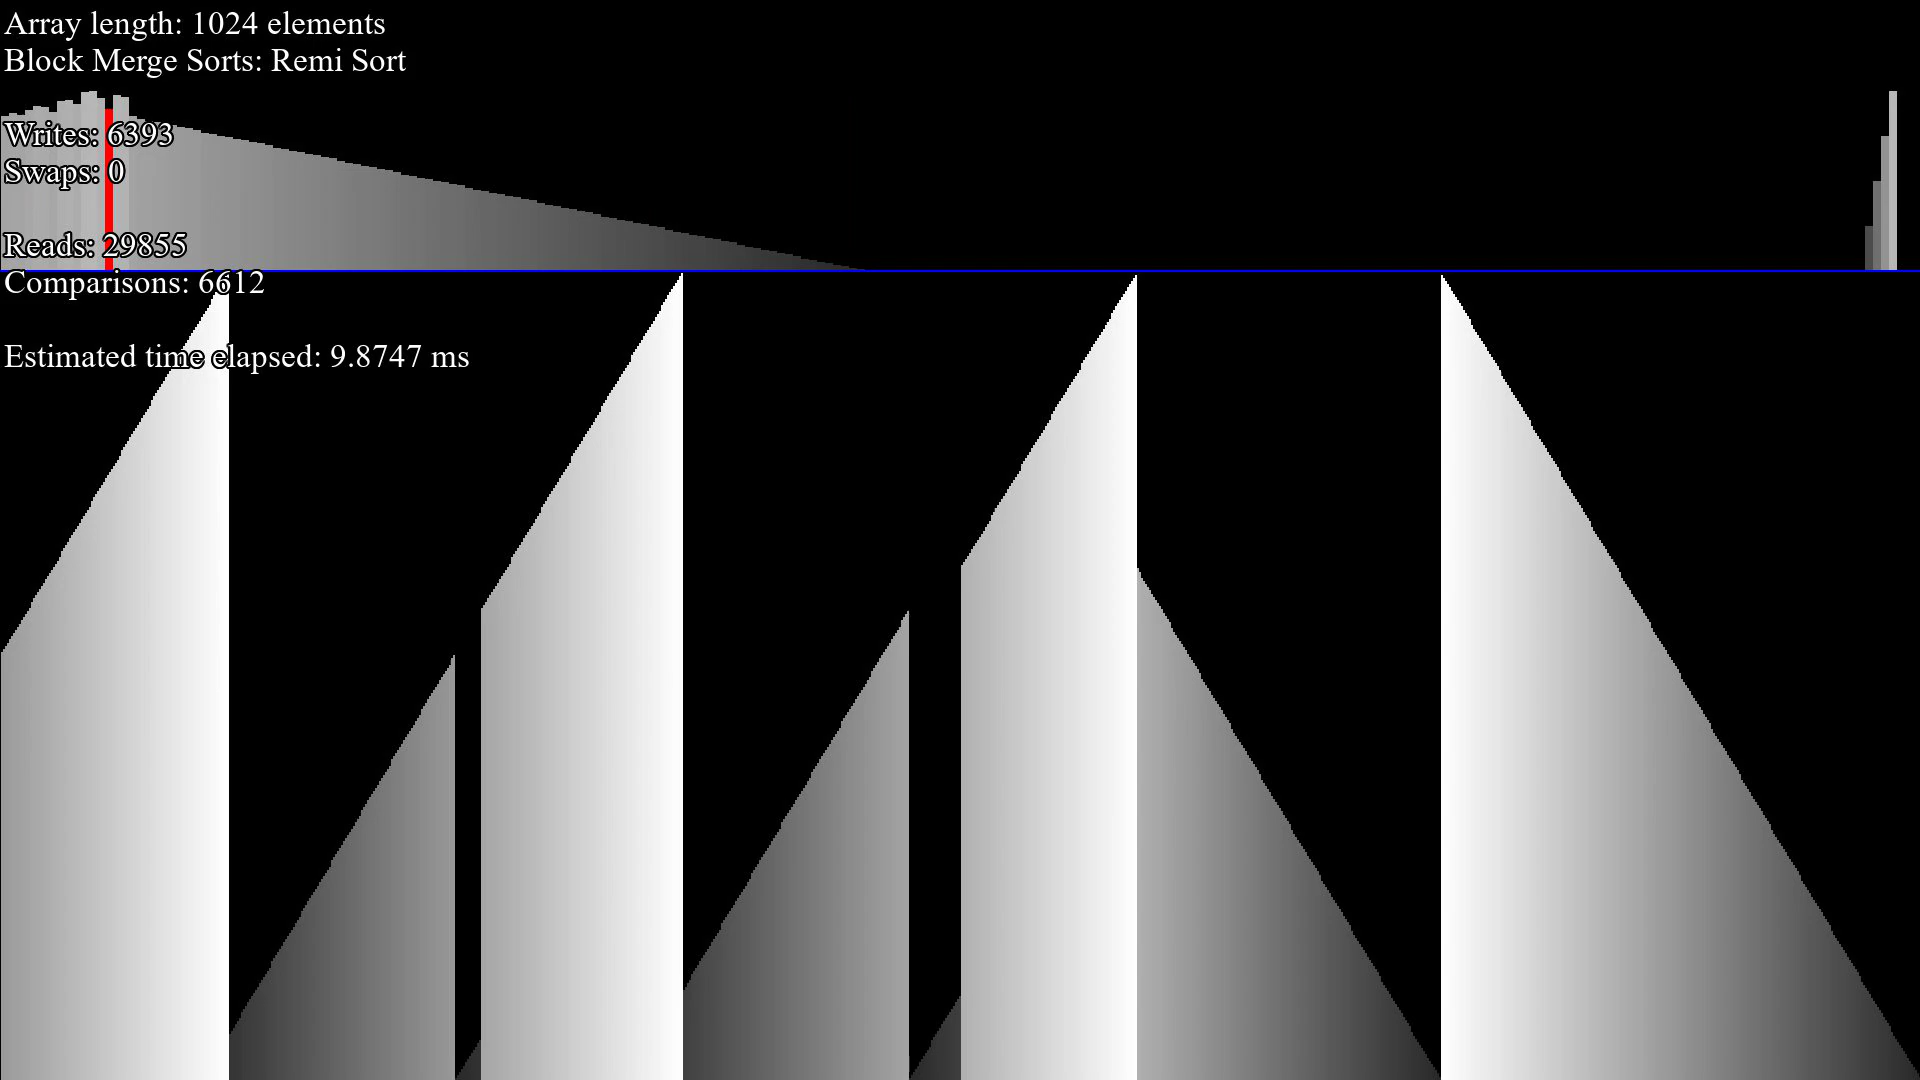 Array length: 1024 elements
Block Merge Sorts: Remi Sort
Writes: 6393
Swaps: 0
Reads: 29855
Comparisons: 6612
Estimated time elapsed: 9.8747 ms